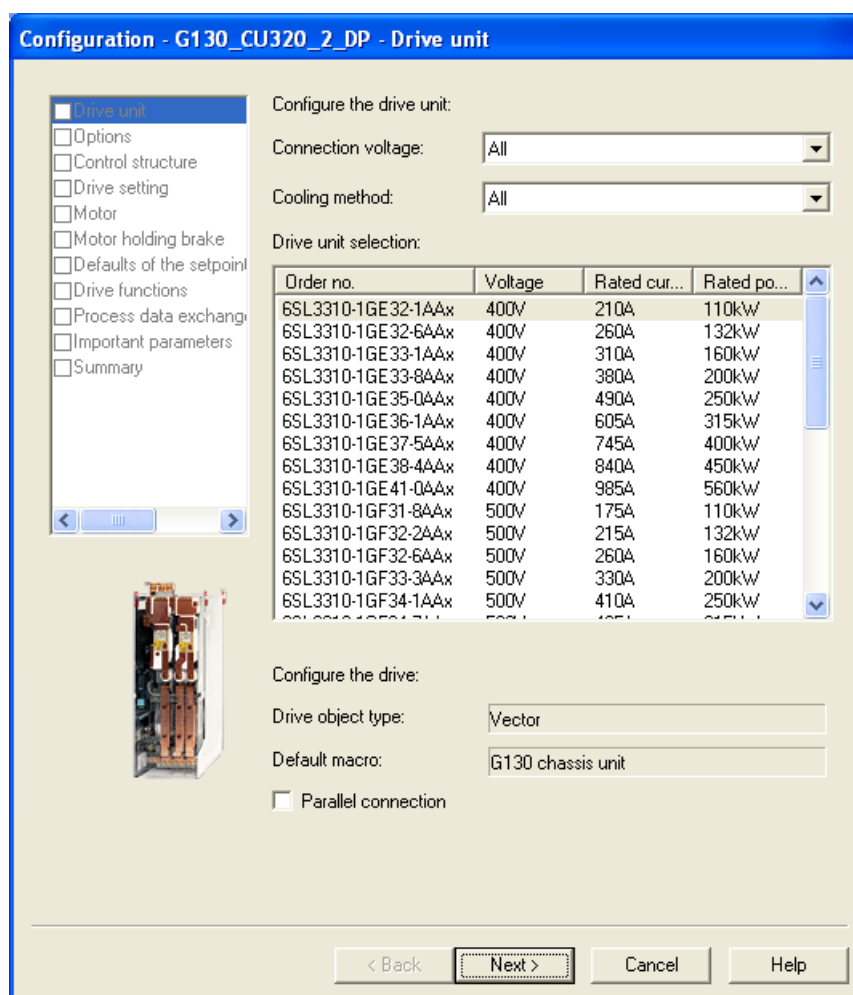 Configuration - G130_CU320_2_DP - Drive unit
Drive unit
Options
Control structure
Drive setting
Motor
Motor holding brake
Defaults of the setpoint
Drive functions
Process data exchang
Important parameters
Summary
Configure the drive unit:
Connection voltage: All
Cooling method: All
Drive unit selection:
Order no. Voltage Rated cur... Rated po...
6SL3310-1GE32-1AAx 400V 210A 110kW
6SL3310-1GE32-6AAx 400V 260A 132kW
6SL3310-1GE33-1AAx 400V 310A 160kW
6SL3310-1GE33-8AAx 400V 380A 200kW
6SL3310-1GE35-0AAx 400V 490A 250kW
6SL3310-1GE36-1AAx 400V 605A 315kW
6SL3310-1GE37-5AAx 400V 745A 400kW
6SL3310-1GE38-4AAx 400V 840A 450kW
6SL3310-1GE41-0AAx 400V 985A 560kW
6SL3310-1GF31-8AAx 500V 175A 110kW
6SL3310-1GF32-2AAx 500V 215A 132kW
6SL3310-1GF32-6AAx 500V 260A 160kW
6SL3310-1GF33-3AAx 500V 330A 200kW
6SL3310-1GF34-1AAx 500V 410A 250kW
Configure the drive:
Drive object type: Vector
Default macro: G130 chassis unit
Parallel connection
< Back Next > Cancel Help